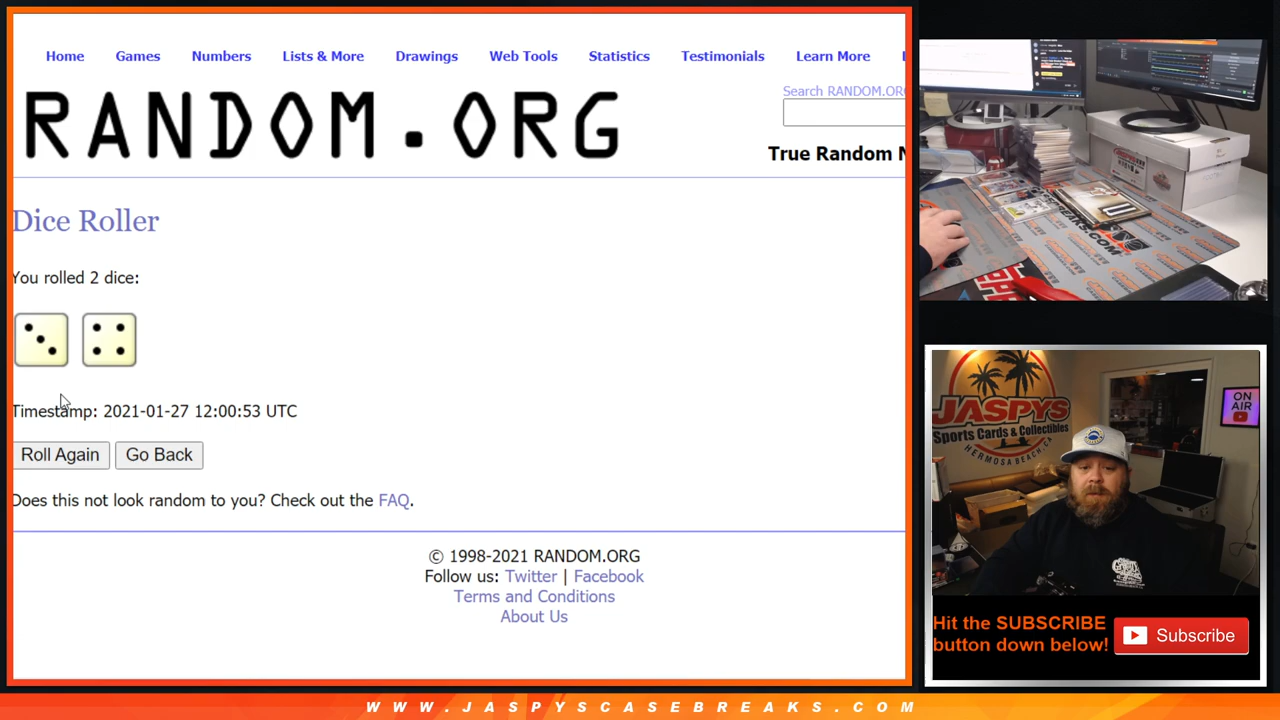 Home Games Numbers Lists & More Drawings Web Tools Statistics Testimonials Learn More
Search RANDOM.ORG
RANDOM.ORG
True Random N
Dice Roller
You rolled 2 dice:
Timestamp: 2021-01-27 12:00:53 UTC
Roll Again Go Back
Does this not look random to you? Check out the FAQ.
© 1998-2021 RANDOM.ORG
Follow us: Twitter | Facebook
Terms and Conditions
About Us
JASPYS
Sports Cards & Collectibles
HERMOSA BEACH, CA
ON
AIR
Hit the SUBSCRIBE
button down below!
Subscribe
WWW.JASPYSCASEBREAKS.COM